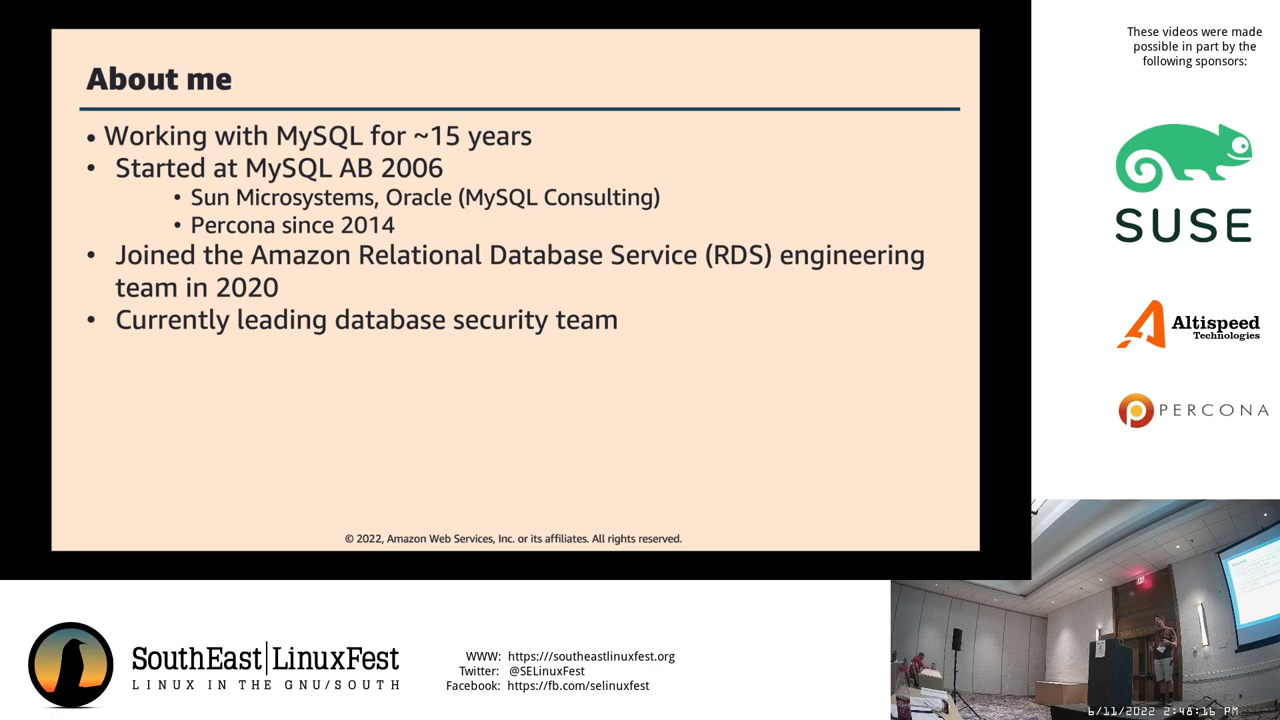 About me
• Working with MySQL for ~15 years
• Started at MySQL AB 2006
• Sun Microsystems, Oracle (MySQL Consulting)
• Percona since 2014
• Joined the Amazon Relational Database Service (RDS) engineering
team in 2020
• Currently leading database security team
© 2022, Amazon Web Services, Inc. or its affiliates. All rights reserved.
These videos were made
possible in part by the
following sponsors:
SUSE
Altispeed
Technologies
PERCONA
SouthEast|LinuxFest
LINUX IN THE GNU/SOUTH
WWW: https:///southeastlinuxfest.org
Twitter: @SELinuxFest
Facebook: https://fb.com/selinuxfest
6/11/2022 2:48:16 PM